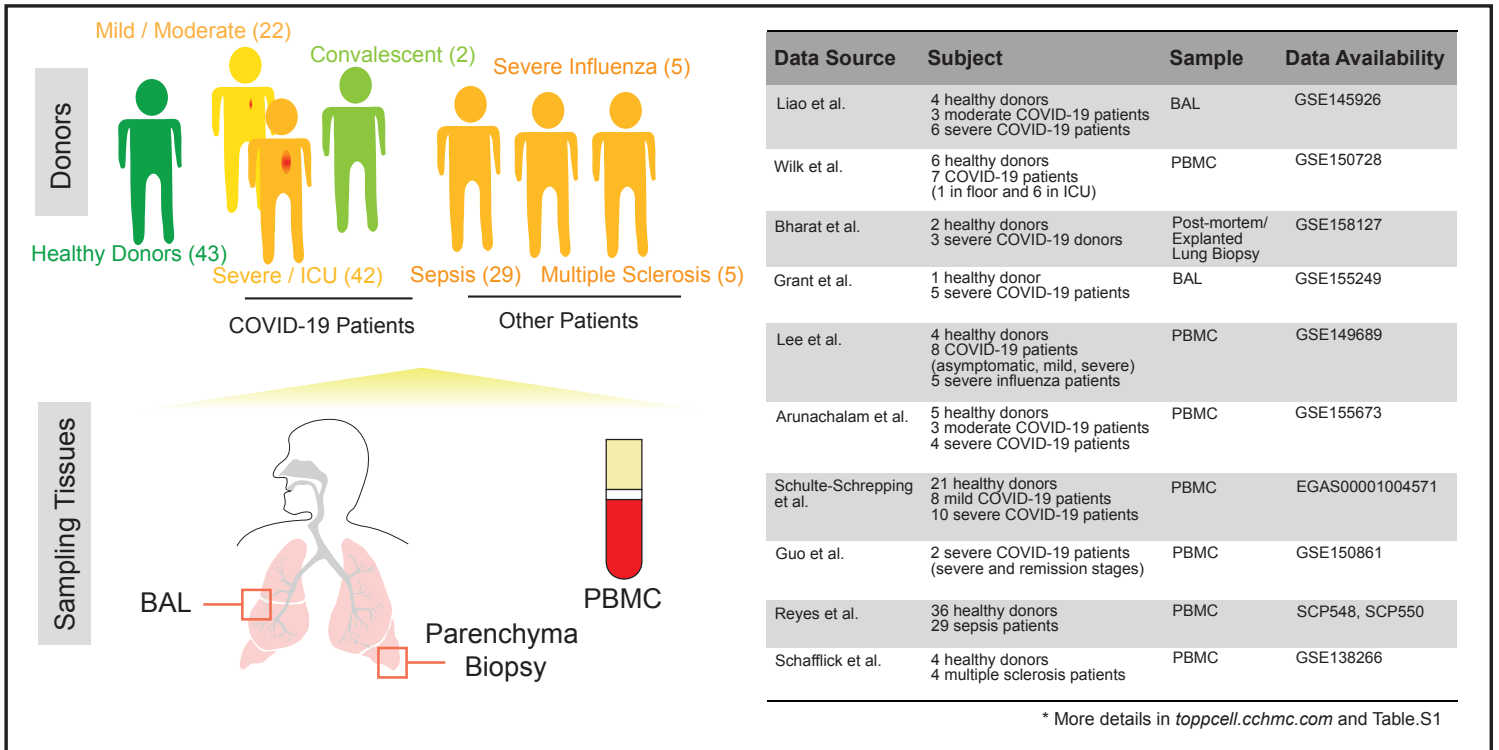 Donors
Mild / Moderate (22)
Convalescent (2)
Severe Influenza (5)
Healthy Donors (43)
Severe / ICU (42)
Sepsis (29)
Multiple Sclerosis (5)
COVID-19 Patients
Other Patients
Sampling Tissues
BAL
Parenchyma
Biopsy
PBMC
Data Source Subject Sample Data Availability
Liao et al. 4 healthy donors BAL GSE145926
3 moderate COVID-19 patients
6 severe COVID-19 patients
Wilk et al. 6 healthy donors PBMC GSE150728
7 COVID-19 patients
(1 in floor and 6 in ICU)
Bharat et al. 2 healthy donors Post-mortem/ GSE158127
3 severe COVID-19 donors Explanted
Lung Biopsy
Grant et al. 1 healthy donor BAL GSE155249
5 severe COVID-19 patients
Lee et al. 4 healthy donors PBMC GSE149689
8 COVID-19 patients
(asymptomatic, mild, severe)
5 severe influenza patients
Arunachalam et al. 5 healthy donors PBMC GSE155673
3 moderate COVID-19 patients
4 severe COVID-19 patients
Schulte-Schrepping 21 healthy donors PBMC EGAS00001004571
et al. 8 mild COVID-19 patients
10 severe COVID-19 patients
Guo et al. 2 severe COVID-19 patients PBMC GSE150861
(severe and remission stages)
Reyes et al. 36 healthy donors PBMC SCP548, SCP550
29 sepsis patients
Schafflick et al. 4 healthy donors PBMC GSE138266
4 multiple sclerosis patients
* More details in toppcell.cchmc.com and Table.S1